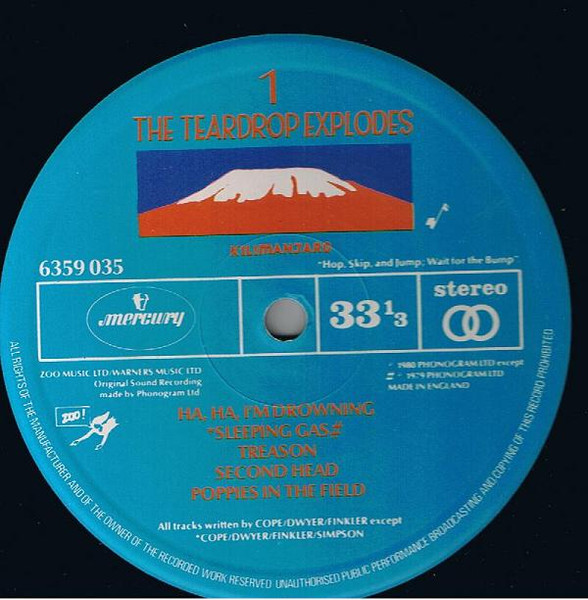 1
THE TEARDROP EXPLODES
KILIMANJARO
"Hop, Skip, and Jump; Wait for the Bump"
6359 035
mercury
33 1/3
stereo
ZOO MUSIC LTD/WARNERS MUSIC LTD
Original Sound Recording
made by Phonogram Ltd
1980 PHONOGRAM LTD except
# 1979 PHONOGRAM LTD
MADE IN ENGLAND
ZOO!
HA, HA, I'M DROWNING
*SLEEPING GAS#
TREASON
SECOND HEAD
POPPIES IN THE FIELD
All tracks written by COPE/DWYER/FINKLER except
*COPE/DWYER/FINKLER/SIMPSON
ALL RIGHTS OF THE MANUFACTURER AND OF THE OWNER OF THE RECORDED WORK RESERVED UNAUTHORISED PUBLIC PERFORMANCE BROADCASTING AND COPYING OF THIS RECORD PROHIBITED